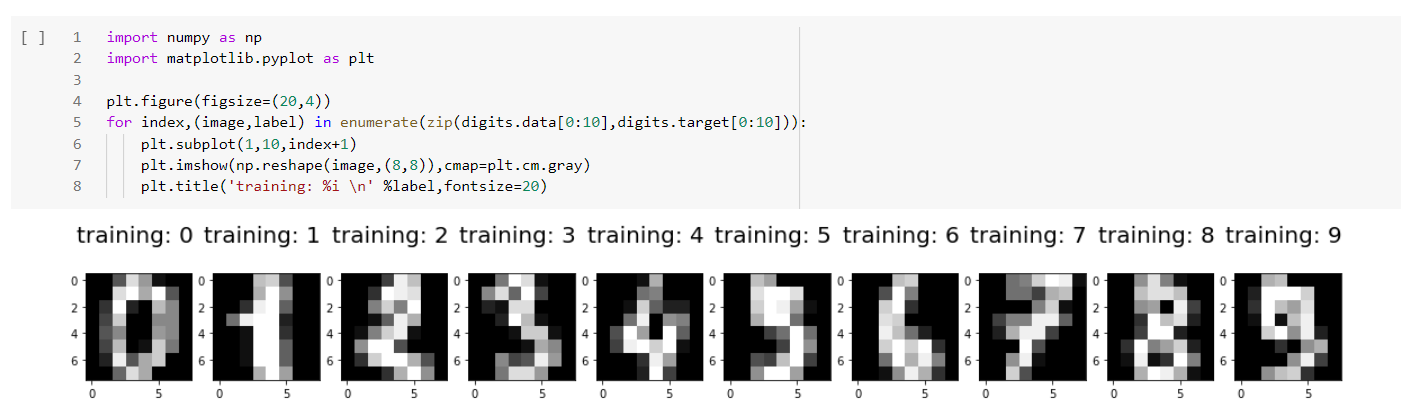 [ ] 1 import numpy as np
2 import matplotlib.pyplot as plt
3
4 plt.figure(figsize=(20,4))
5 for index,(image,label) in enumerate(zip(digits.data[0:10],digits.target[0:10])):
6 plt.subplot(1,10,index+1)
7 plt.imshow(np.reshape(image,(8,8)),cmap=plt.cm.gray)
8 plt.title('training: %i \n' %label,fontsize=20)
training: 0 training: 1 training: 2 training: 3 training: 4 training: 5 training: 6 training: 7 training: 8 training: 9
0 0 0 0 0 0 0 0 0 0
2 2 2 2 2 2 2 2 2 2
4 4 4 4 4 4 4 4 4 4
6 6 6 6 6 6 6 6 6 6
0 5 0 5 0 5 0 5 0 5 0 5 0 5 0 5 0 5 0 5